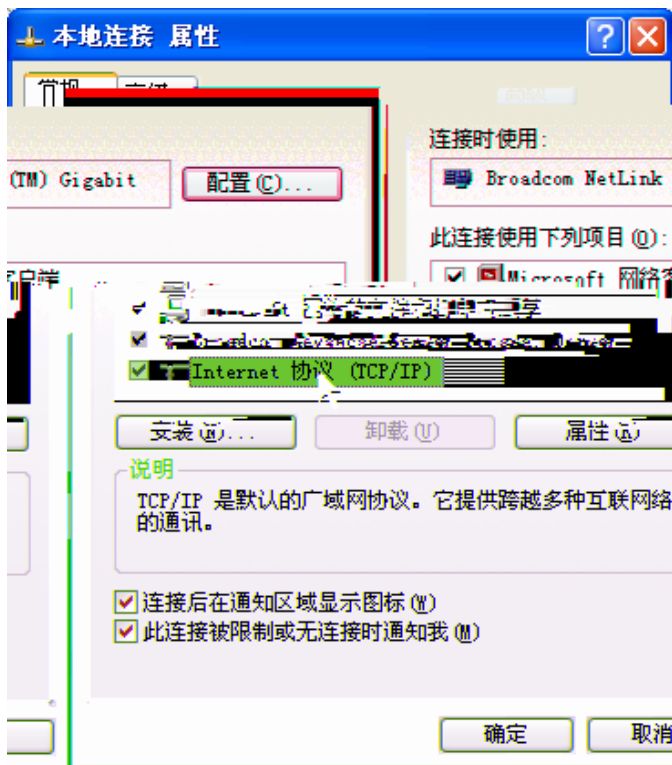 本地连接 属性
连接时使用:
Broadcom NetLink
(TM) Gigabit
配置(C)...
此连接使用下列项目(O):
Microsoft 网络客
户端
Internet 协议 (TCP/IP)
安装
卸载(U)
属性
说明
TCP/IP 是默认的广域网协议。它提供跨越多种互联网络
的通讯。
连接后在通知区域显示图标(W)
此连接被限制或无连接时通知我(M)
确定
取消